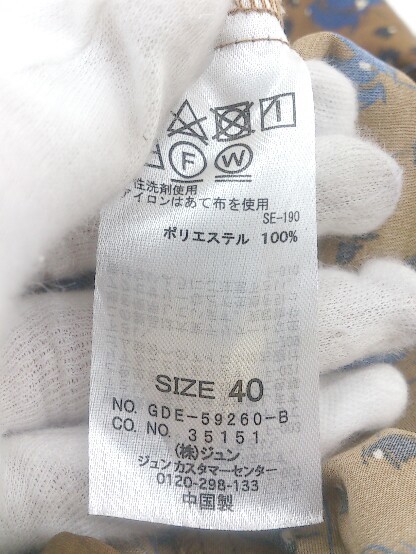 F W
性洗剤使用
アイロンはあて布を使用
SE-190
ポリエステル 100%
SIZE 40
NO. GDE-59260-B
CO. NO. 35151
(株)ジュン
ジュンカスタマーセンター
0120-298-133
中国製